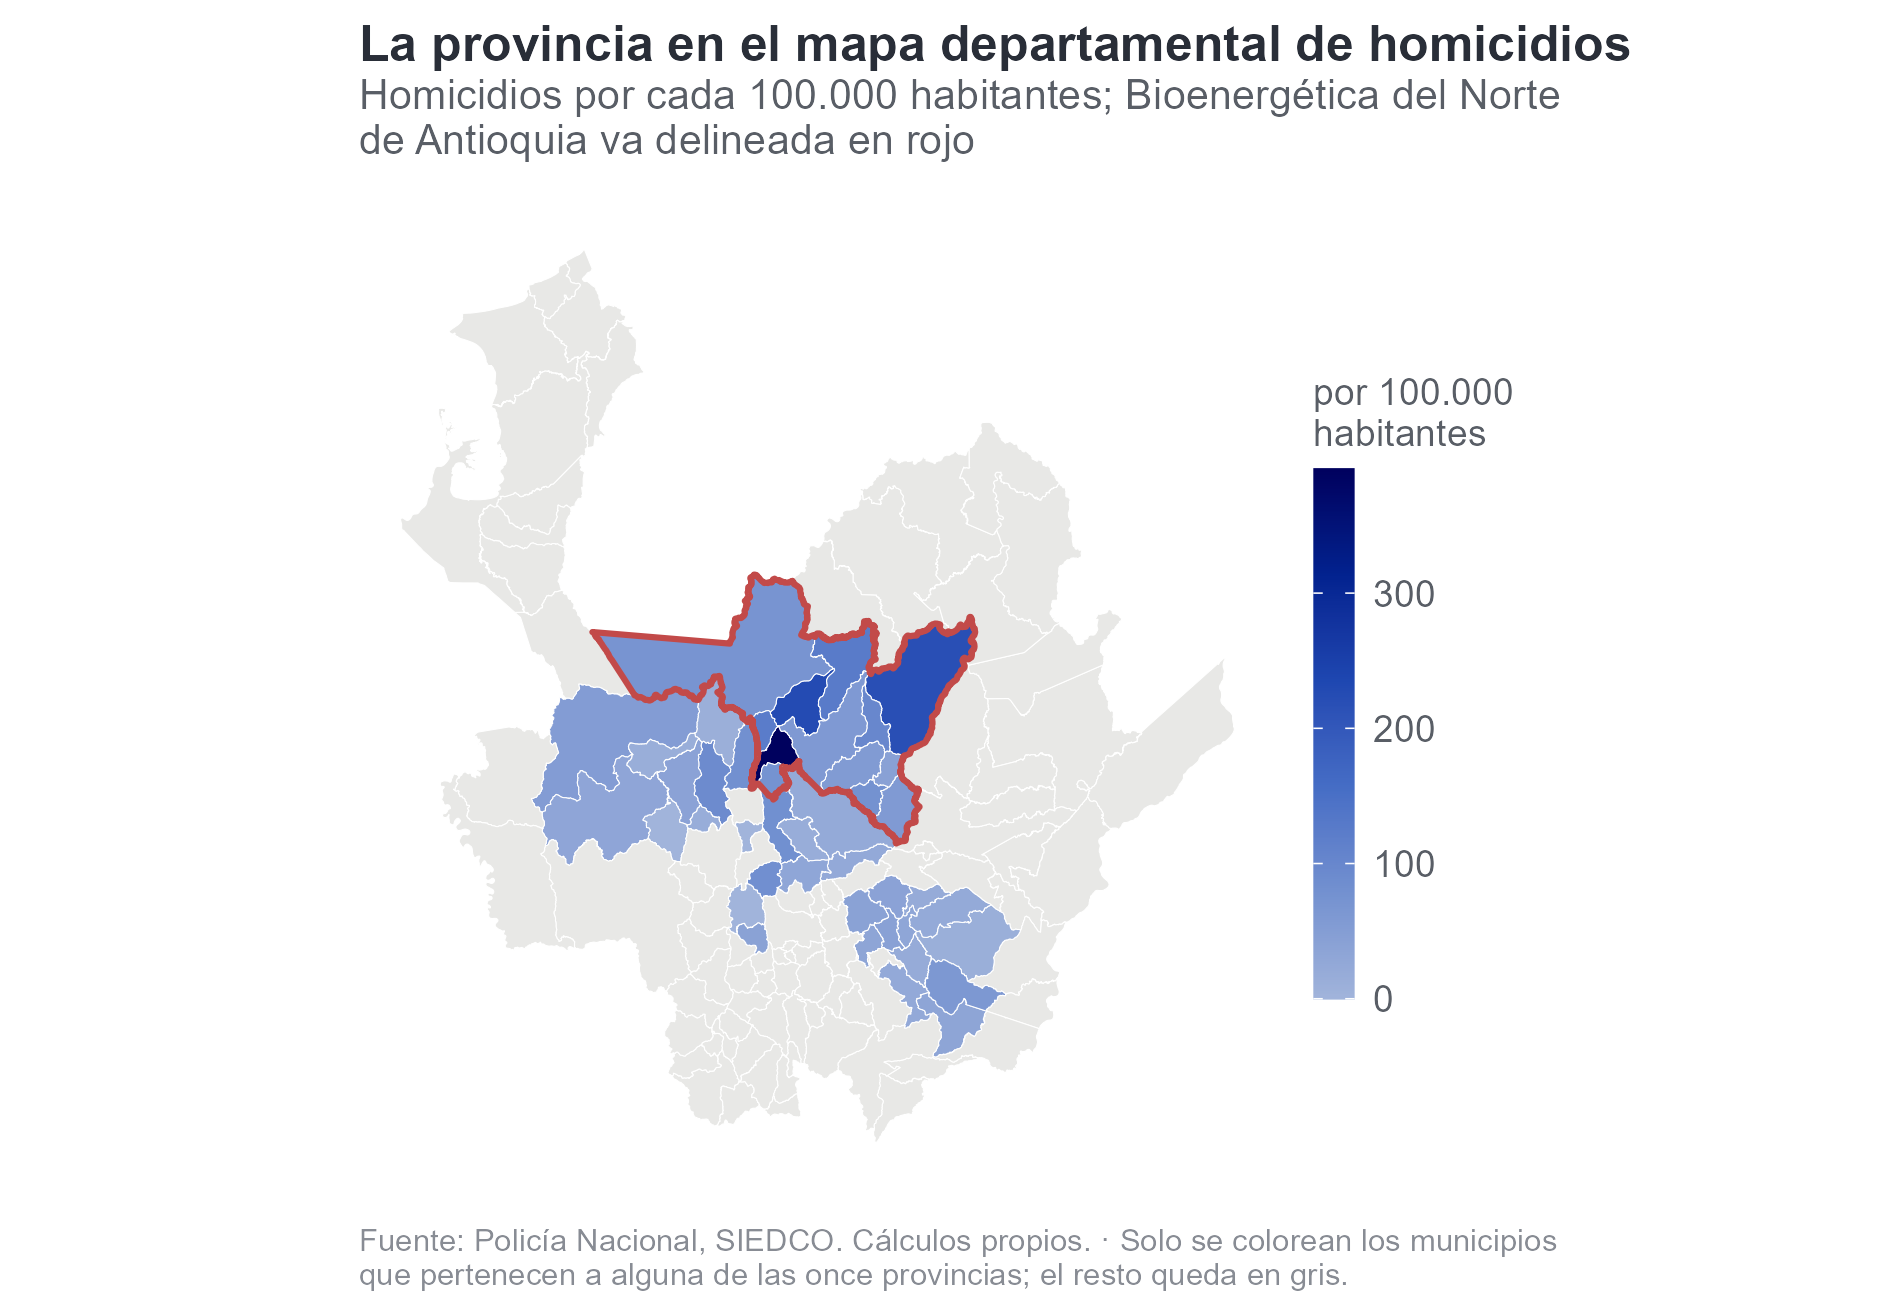 La provincia en el mapa departamental de homicidios
Homicidios por cada 100.000 habitantes; Bioenergética del Norte
de Antioquia va delineada en rojo
por 100.000
habitantes
300
200
100
0
Fuente: Policía Nacional, SIEDCO. Cálculos propios. · Solo se colorean los municipios
que pertenecen a alguna de las once provincias; el resto queda en gris.